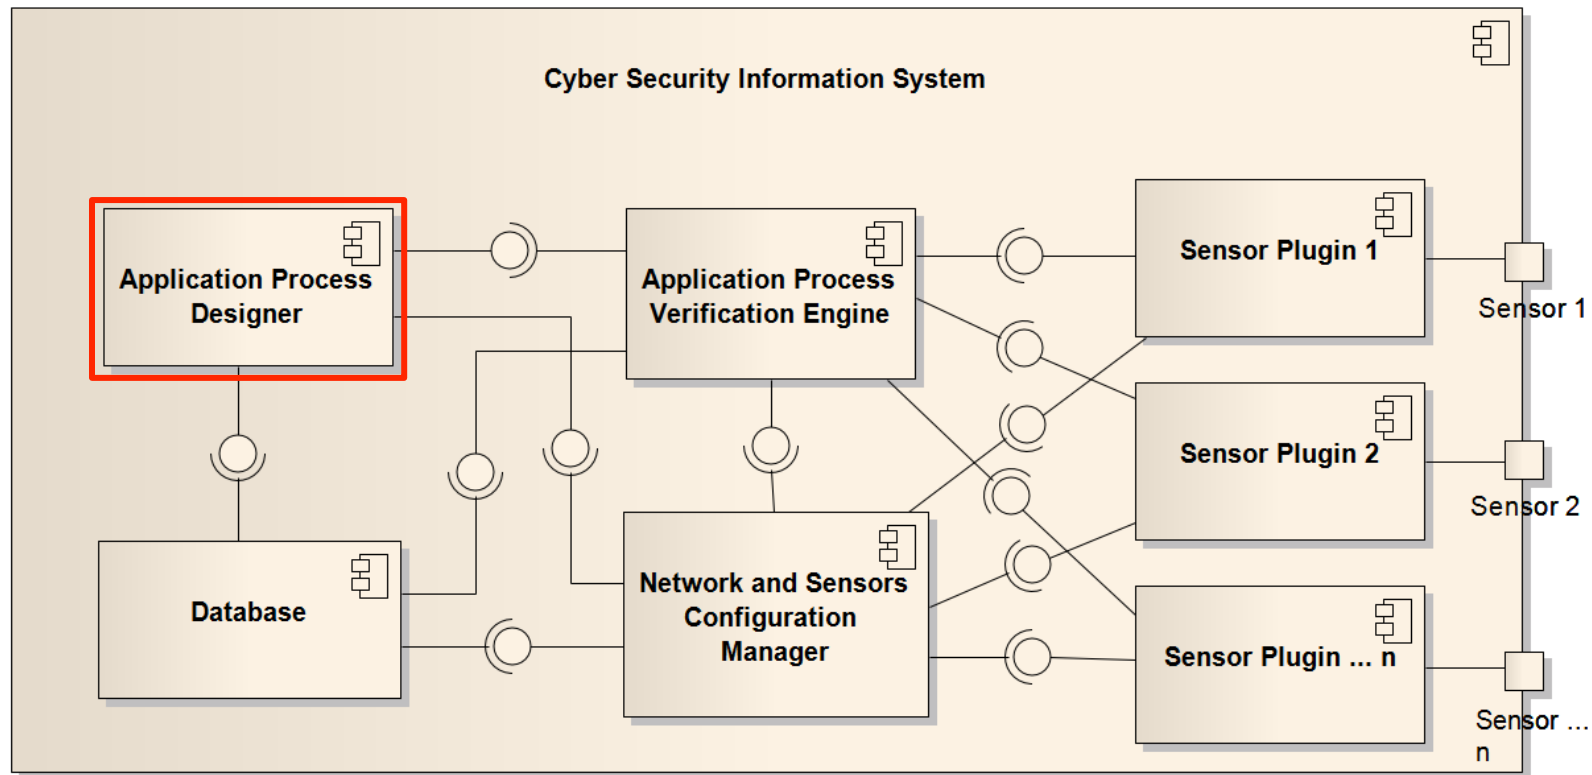 Cyber Security Information System
Application Process
Designer
Application Process
Verification Engine
Sensor Plugin 1
Sensor 1
Sensor Plugin 2
Sensor 2
Database
Network and Sensors
Configuration
Manager
Sensor Plugin ... n
Sensor ...
n